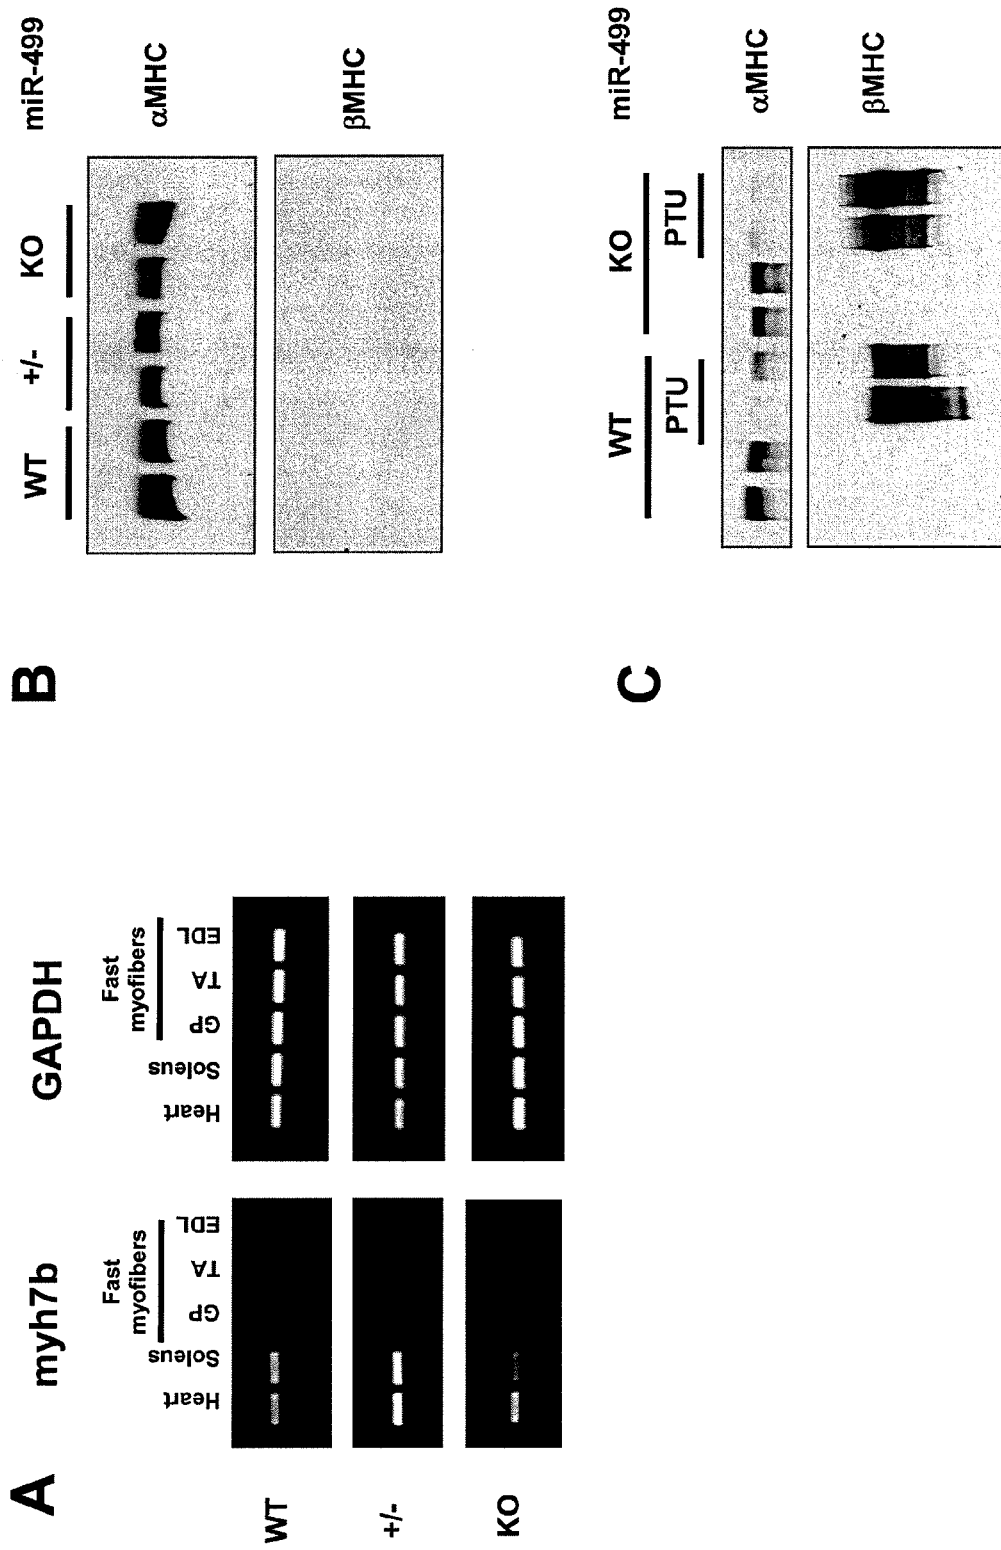 A
myh7b
GAPDH
Fast
myofibers
Heart
Soleus
GP
TA
EDL
Fast
myofibers
Heart
Soleus
GP
TA
EDL
WT
+/-
KO
B
WT
+/-
KO
miR-499
αMHC
βMHC
C
WT
KO
miR-499
PTU
PTU
αMHC
βMHC